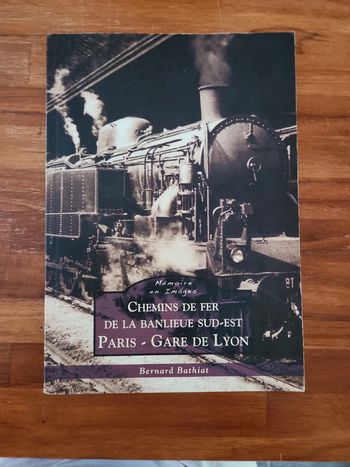 Mémoire
en Images
CHEMINS DE FER
DE LA BANLIEUE SUD-EST
PARIS - GARE DE LYON
Bernard Bathiat